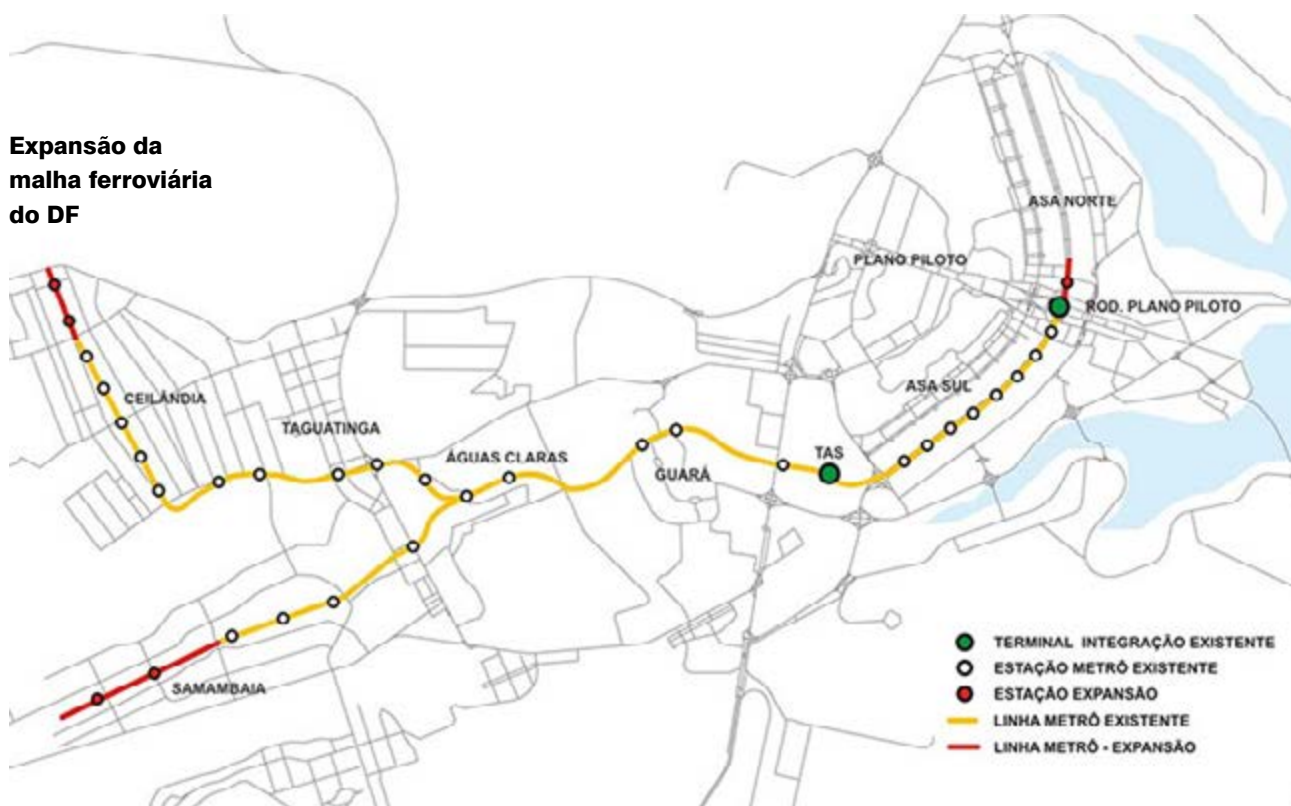 Expansão da
malha ferroviária
do DF
ASA NORTE
PLANO PILOTO
ROD. PLANO PILOTO
CEILÂNDIA
ASA SUL
TAGUATINGA
ÁGUAS CLARAS
TAS
GUARÁ
SAMAMBAIA
TERMINAL INTEGRAÇÃO EXISTENTE
ESTAÇÃO METRÔ EXISTENTE
ESTAÇÃO EXPANSÃO
LINHA METRÔ EXISTENTE
LINHA METRÔ - EXPANSÃO